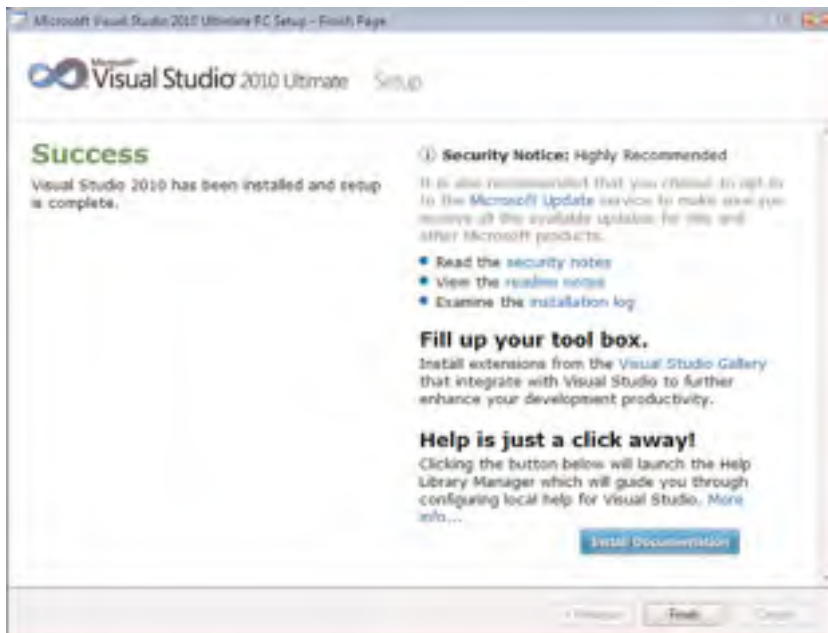 Microsoft Visual Studio 2010 Ultimate RC Setup - Finish Page
Microsoft
Visual Studio 2010 Ultimate Setup
Success
Visual Studio 2010 has been installed and setup
is complete.
Security Notice: Highly Recommended
It is also recommended that you choose to opt-in
to the Microsoft Update service to make sure you
receive all the available updates for this and
other Microsoft products.
Read the security notes
View the readme notes
Examine the installation log
Fill up your tool box.
Install extensions from the Visual Studio Gallery
that integrate with Visual Studio to further
enhance your development productivity.
Help is just a click away!
Clicking the button below will launch the Help
Library Manager which will guide you through
configuring local help for Visual Studio. More
info...
Install Documentation
< Previous
Finish
Cancel